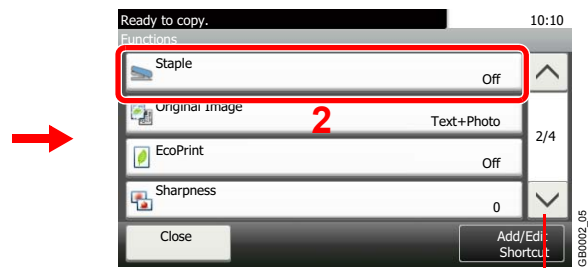 Ready to copy.
10:10
Functions
Staple
Off
Original Image
2
Text+Photo
2/4
EcoPrint
Off
Sharpness
0
Close
Add/Edit
Shortcut
GB0002_05